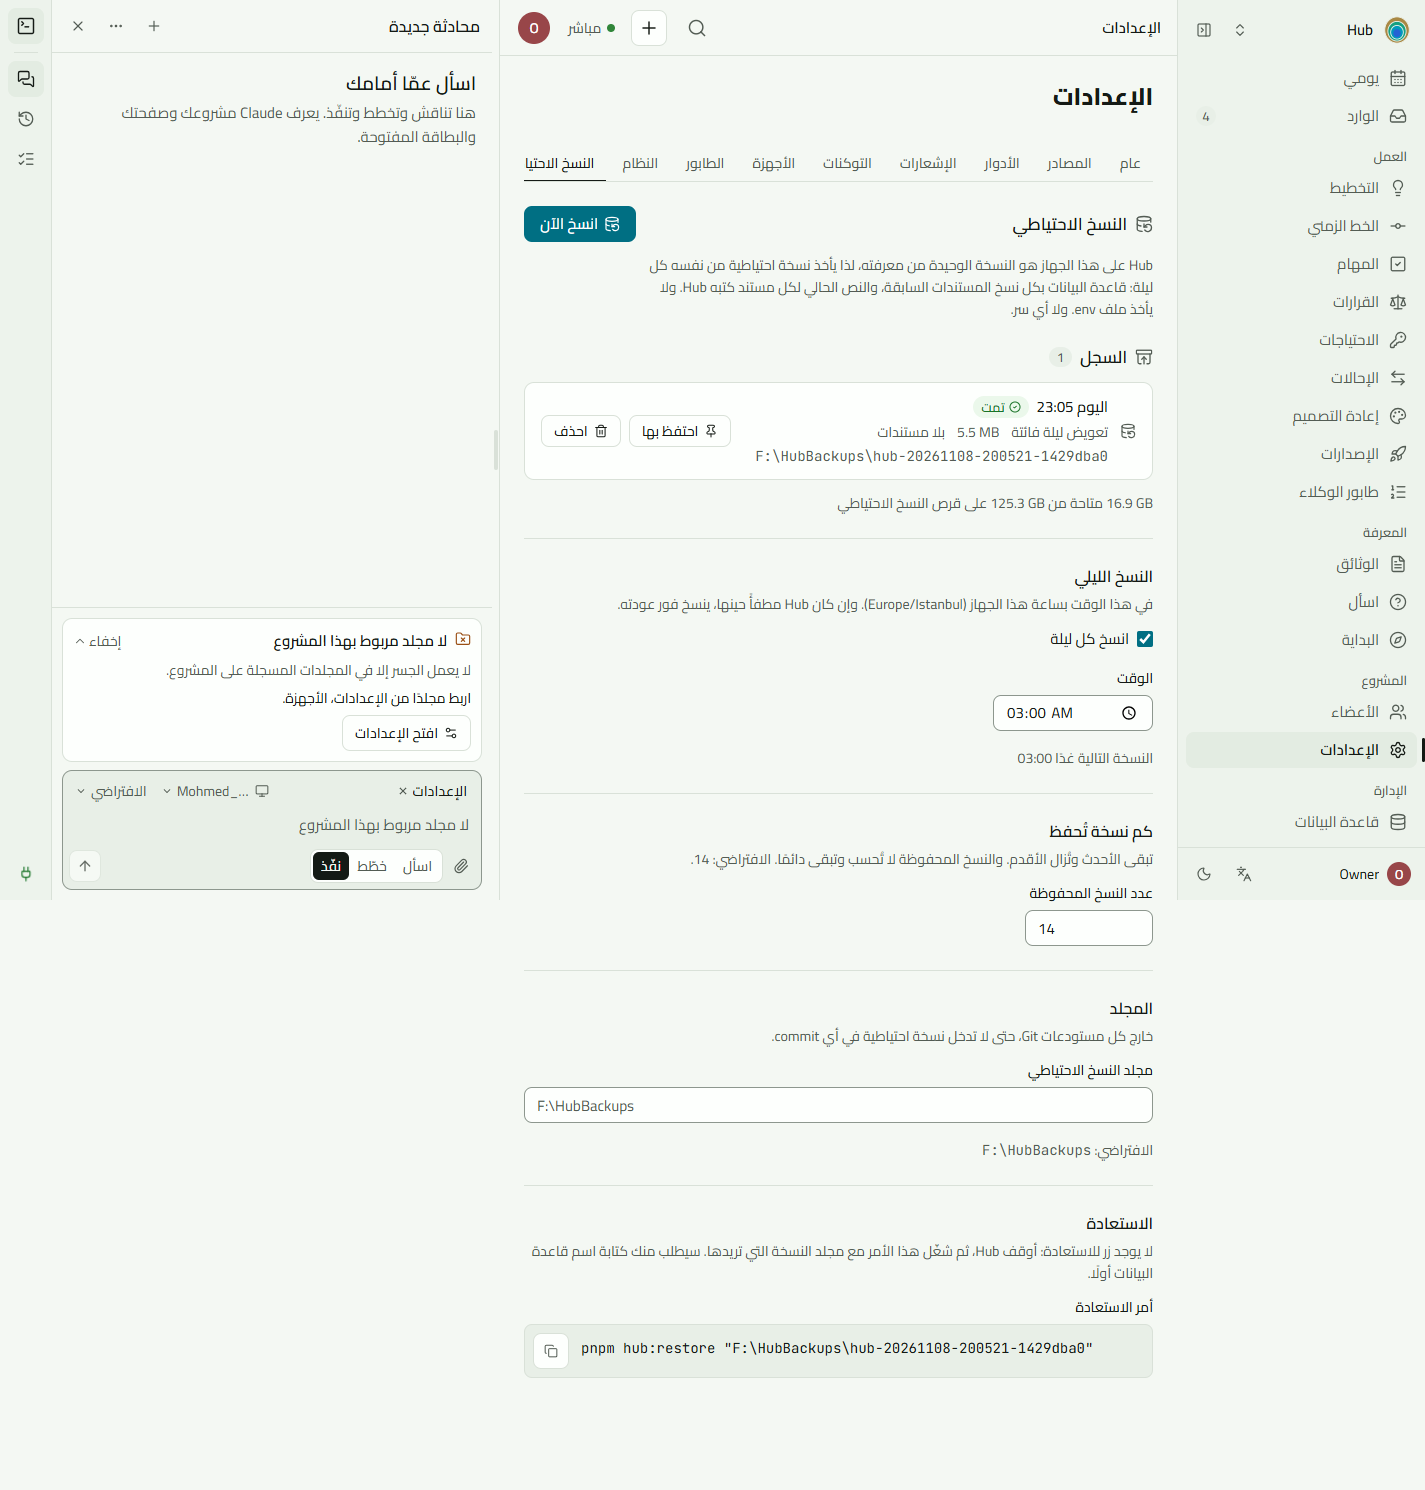 Hub
يومي
الوارد
4
العمل
التخطيط
الخط الزمني
المهام
القرارات
الاحتياجات
الإحالات
إعادة التصميم
الإصدارات
طابور الوكلاء
المعرفة
الوثائق
اسأل
البداية
المشروع
الأعضاء
الإعدادات
الإدارة
قاعدة البيانات
O Owner
الإعدادات
مباشر
O
الإعدادات
عام المصادر الأدوار الإشعارات التوكنات الأجهزة الطابور النظام النسخ الاحتيا
النسخ الاحتياطي
انسخ الآن
Hub على هذا الجهاز هو النسخة الوحيدة من معرفته، لذا يأخذ نسخة احتياطية من نفسه كل
ليلة: قاعدة البيانات بكل نسخ المستندات السابقة، والنص الحالي لكل مستند كتبه Hub. ولا
يأخذ ملف env. ولا أي سر.
السجل 1
اليوم 23:05 تمت
تعويض ليلة فائتة 5.5 MB بلا مستندات
F:\HubBackups\hub-20261108-200521-1429dba0
احتفظ بها
احذف
16.9 GB متاحة من 125.3 GB على قرص النسخ الاحتياطي
النسخ الليلي
في هذا الوقت بساعة هذا الجهاز (Europe/Istanbul). وإن كان Hub مطفأً حينها، ينسخ فور عودته.
انسخ كل ليلة
الوقت
03:00 AM
النسخة التالية غدًا 03:00
كم نسخة تُحفظ
تبقى الأحدث وتُزال الأقدم. والنسخ المحفوظة لا تُحسب وتبقى دائمًا. الافتراضي: 14.
عدد النسخ المحفوظة
14
المجلد
خارج كل مستودعات Git، حتى لا تدخل نسخة احتياطية في أي commit.
مجلد النسخ الاحتياطي
F:\HubBackups
الافتراضي: F:\HubBackups
الاستعادة
لا يوجد زر للاستعادة: أوقف Hub، ثم شغّل هذا الأمر مع مجلد النسخة التي تريدها. سيطلب منك كتابة اسم قاعدة
البيانات أولًا.
أمر الاستعادة
pnpm hub:restore "F:\HubBackups\hub-20261108-200521-1429dba0"
محادثة جديدة
اسأل عمّا أمامك
هنا تناقش وتخطط وتنفّذ. يعرف Claude مشروعك وصفحتك
والبطاقة المفتوحة.
لا مجلد مربوط بهذا المشروع
إخفاء
لا يعمل الجسر إلا في المجلدات المسجلة على المشروع.
اربط مجلدًا من الإعدادات، الأجهزة.
افتح الإعدادات
الإعدادات
Mohmed_...
الافتراضي
لا مجلد مربوط بهذا المشروع
اسأل خطّط نفّذ